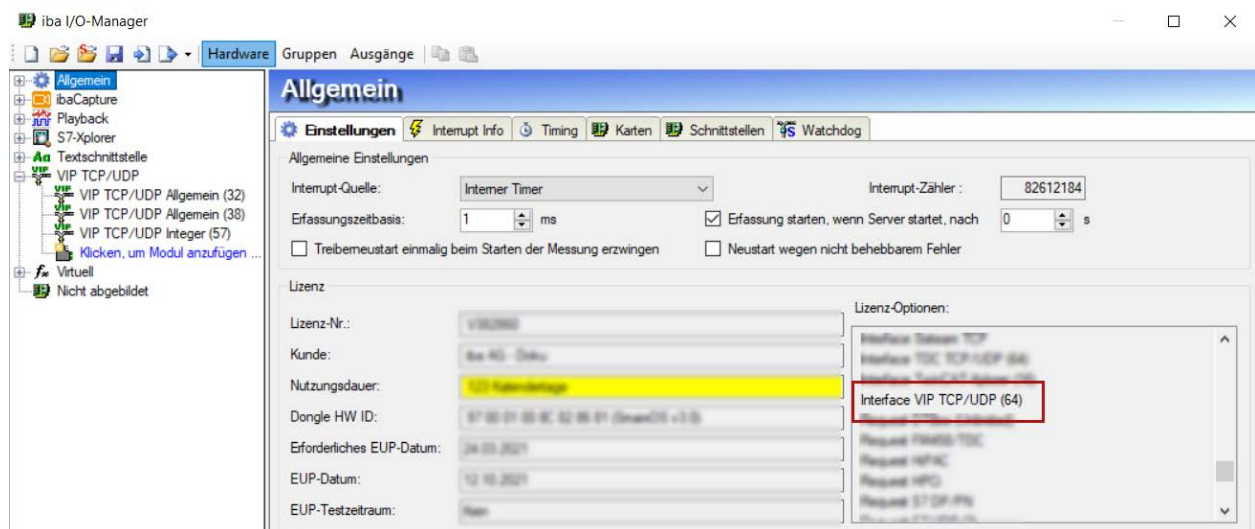 iba I/O-Manager
Hardware Gruppen Ausgänge
Allgemein
ibaCapture
Playback
S7-Xplorer
Textschnittstelle
VIP TCP/UDP
VIP TCP/UDP Allgemein (32)
VIP TCP/UDP Allgemein (38)
VIP TCP/UDP Integer (57)
Klicken, um Modul anzufügen ...
Virtuell
Nicht abgebildet
Allgemein
Einstellungen Interrupt Info Timing Karten Schnittstellen Watchdog
Allgemeine Einstellungen
Interrupt-Quelle: Interner Timer Interrupt-Zähler : 82612184
Erfassungszeitbasis: 1 ms Erfassung starten, wenn Server startet, nach 0 s
Treiberneustart einmalig beim Starten der Messung erzwingen Neustart wegen nicht behebbarem Fehler
Lizenz
Lizenz-Nr.:
Kunde:
Nutzungsdauer:
Dongle HW ID:
Erforderliches EUP-Datum:
EUP-Datum:
EUP-Testzeitraum:
Lizenz-Optionen:
Interface VIP TCP/UDP (64)